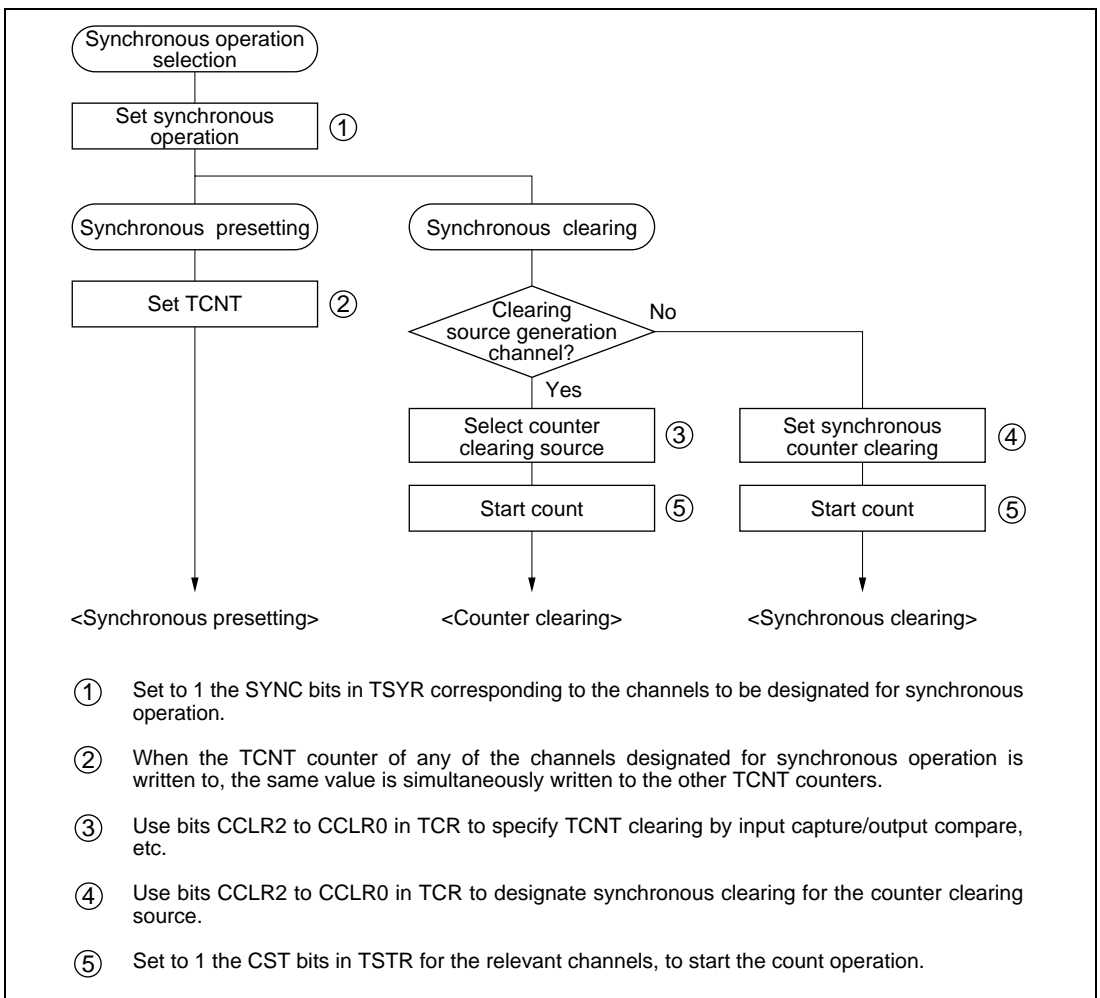 Synchronous operation
selection
Set synchronous
operation
①
Synchronous presetting
Synchronous clearing
Set TCNT
②
Clearing
source generation
channel?
No
Yes
Select counter
clearing source
③
Set synchronous
counter clearing
④
Start count
⑤
Start count
⑤
<Synchronous presetting>
<Counter clearing>
<Synchronous clearing>
① Set to 1 the SYNC bits in TSYR corresponding to the channels to be designated for synchronous
operation.
② When the TCNT counter of any of the channels designated for synchronous operation is
written to, the same value is simultaneously written to the other TCNT counters.
③ Use bits CCLR2 to CCLR0 in TCR to specify TCNT clearing by input capture/output compare,
etc.
④ Use bits CCLR2 to CCLR0 in TCR to designate synchronous clearing for the counter clearing
source.
⑤ Set to 1 the CST bits in TSTR for the relevant channels, to start the count operation.